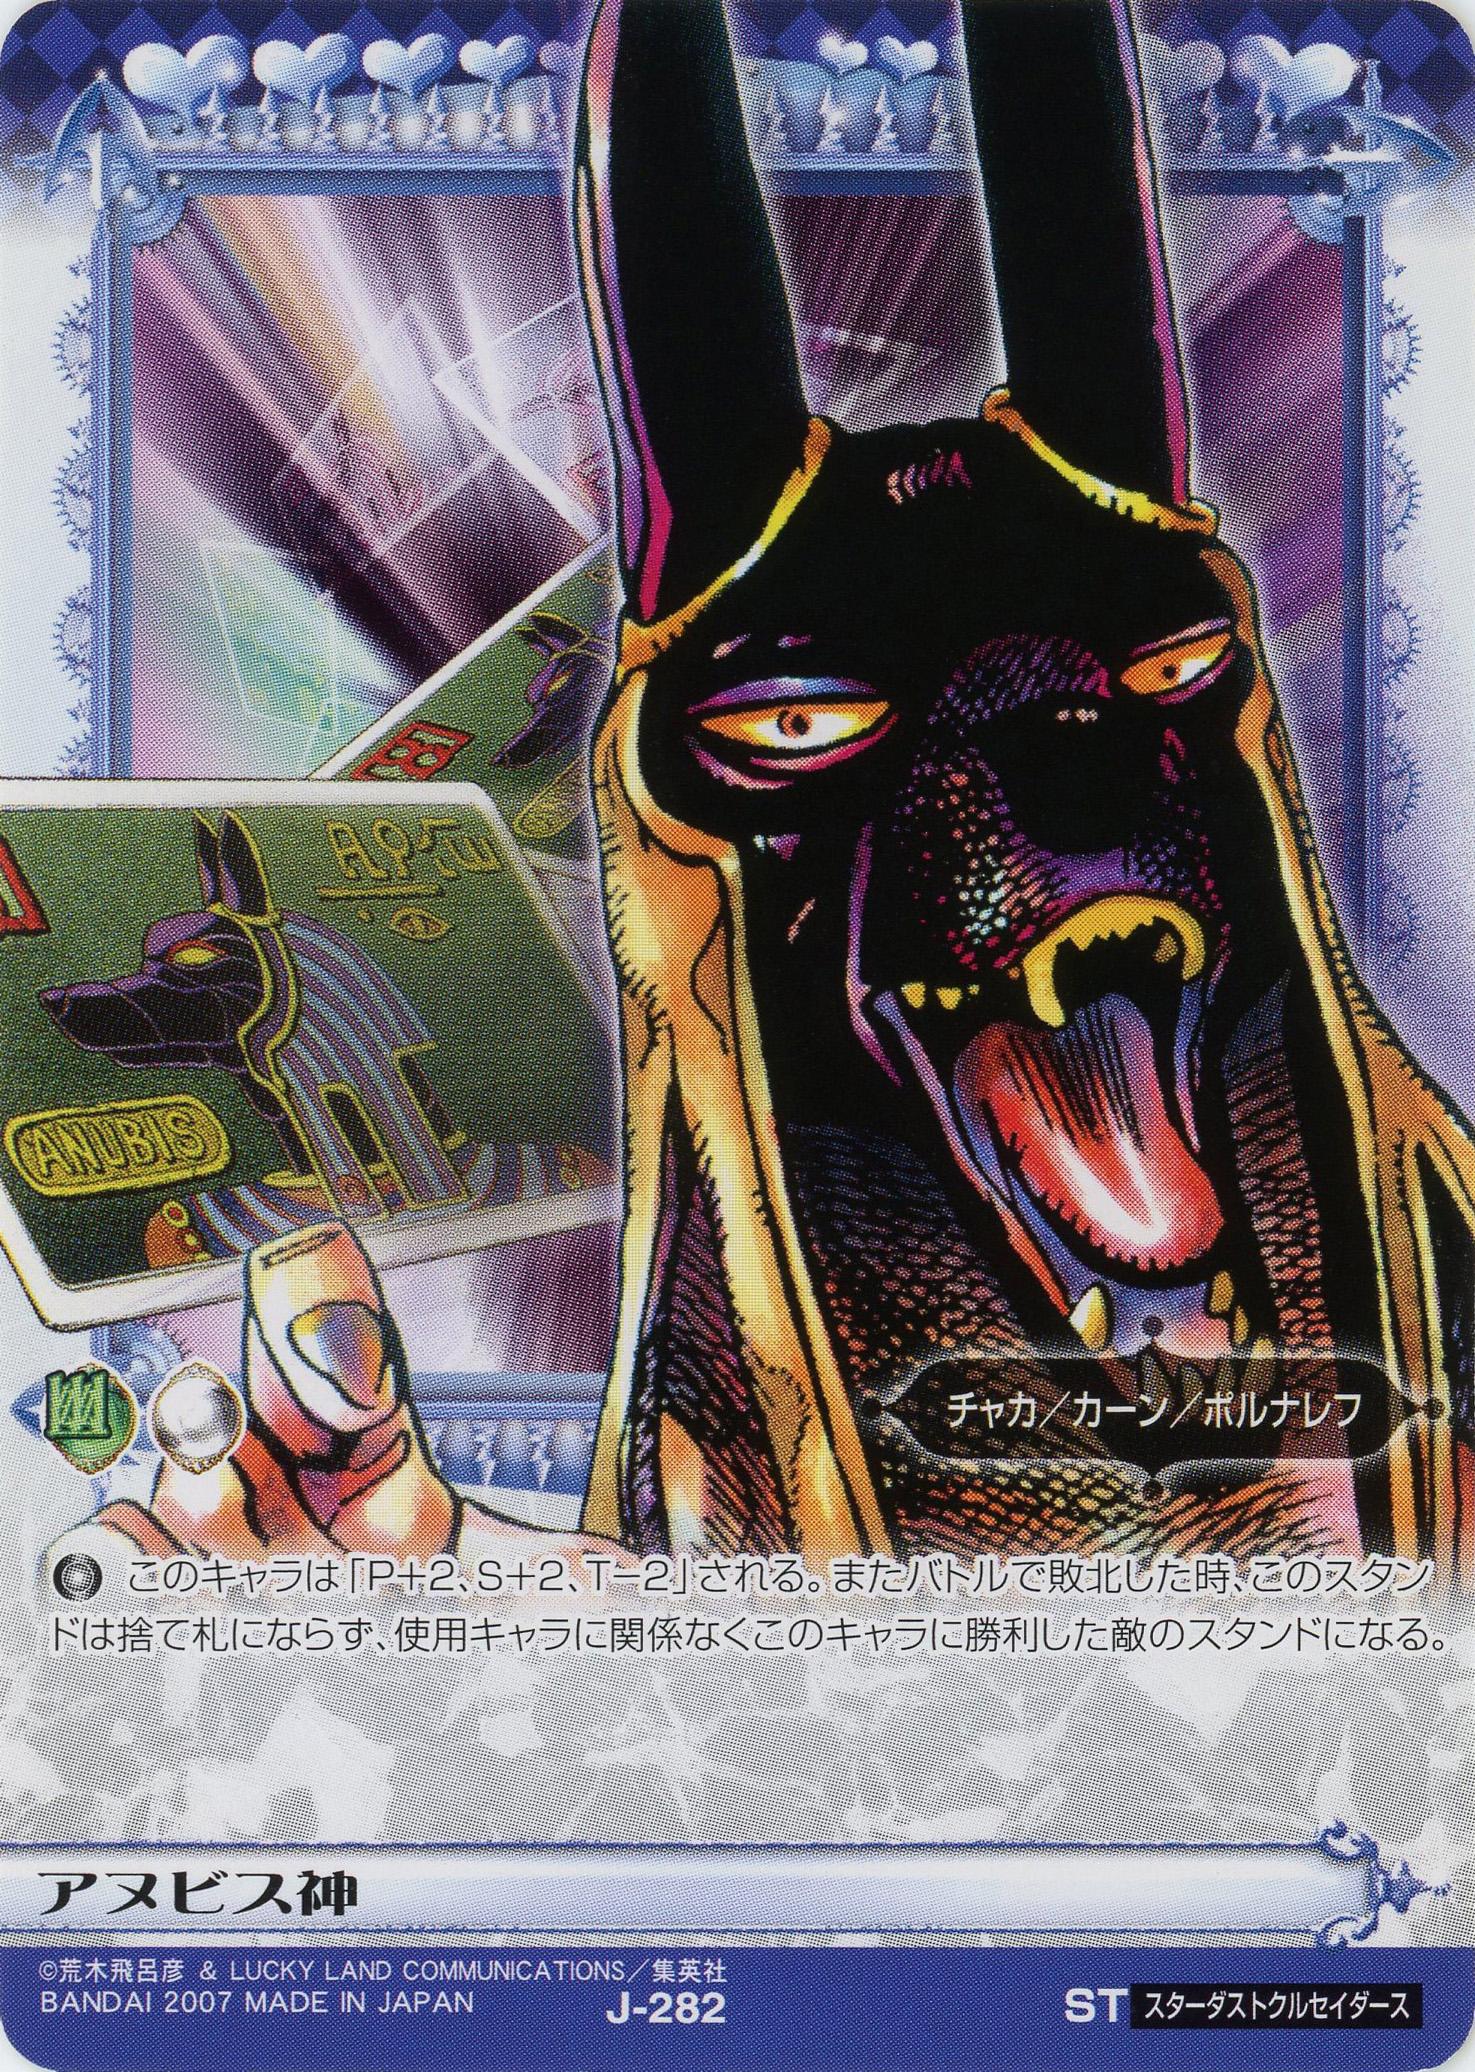 ANUBIS
チャカ／カーン／ポルナレフ
このキャラは「P+2、S+2、T−2」される。またバトルで敗北した時、このスタン
ドは捨て札にならず、使用キャラに関係なくこのキャラに勝利した敵のスタンドになる。
アヌビス神
©荒木飛呂彦 & LUCKY LAND COMMUNICATIONS／集英社
BANDAI 2007 MADE IN JAPAN
J-282
ST スターダストクルセイダース